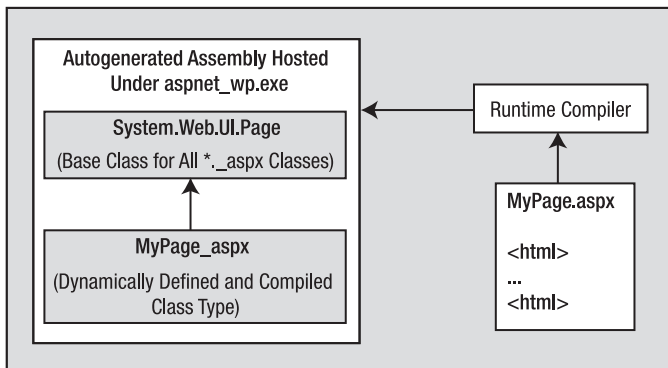 Autogenerated Assembly Hosted
Under aspnet_wp.exe
System.Web.UI.Page
(Base Class for All *._aspx Classes)
MyPage_aspx
(Dynamically Defined and Compiled
Class Type)
Runtime Compiler
MyPage.aspx
<html>
...
<html>